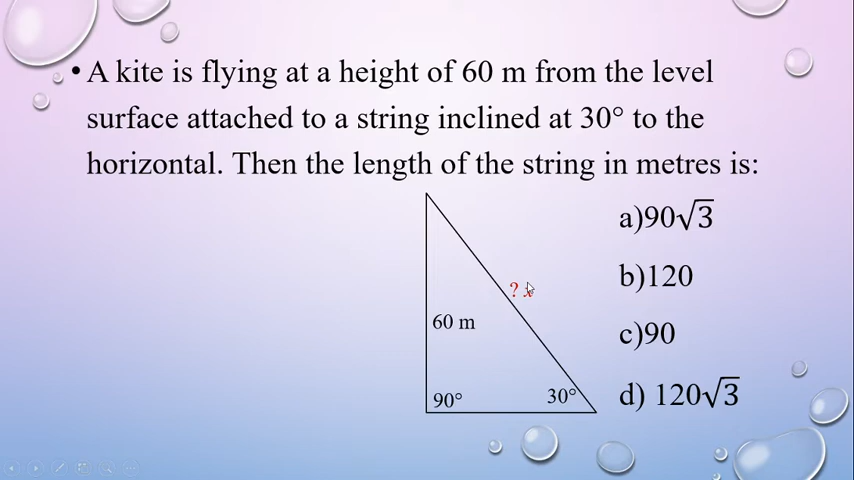 • A kite is flying at a height of 60 m from the level
surface attached to a string inclined at 30° to the
horizontal. Then the length of the string in metres is:
a)90√3
? x
b)120
60 m
c)90
90°
30°
d) 120√3